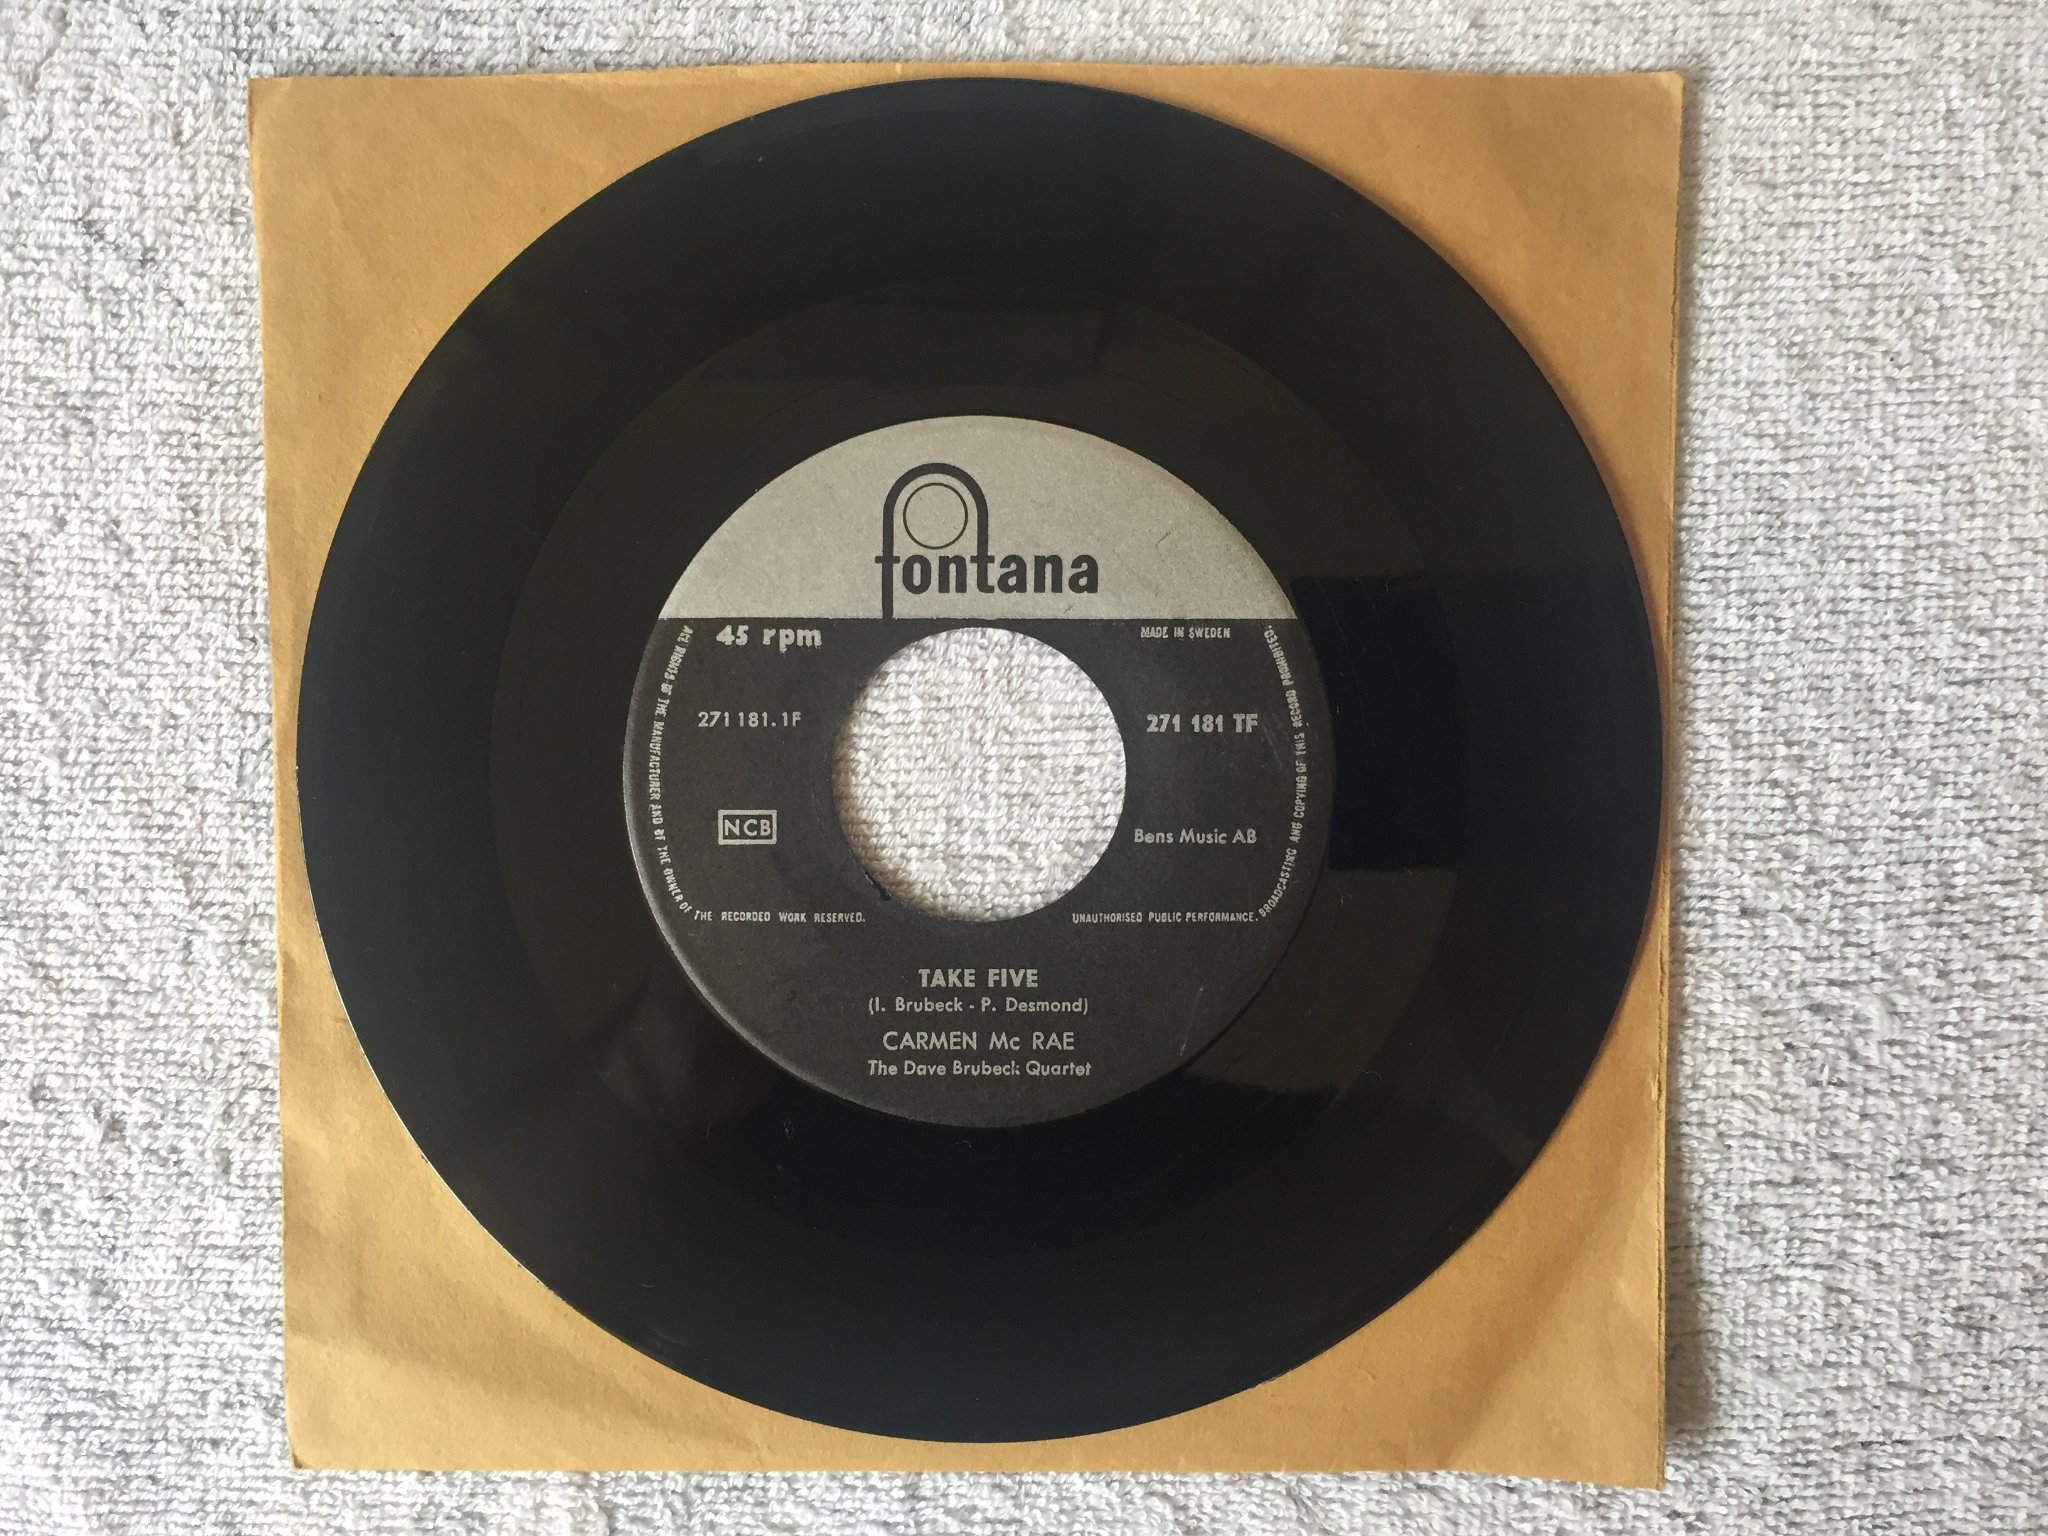 fontana
45 rpm
MADE IN SWEDEN
271 181.1F
271 181 TF
NCB
Bens Music AB
ALL RIGHTS OF THE MANUFACTURER AND OF THE OWNER OF THE RECORDED WORK RESERVED.
UNAUTHORISED PUBLIC PERFORMANCE. BROADCASTING AND COPYING OF THIS RECORD PROHIBITED.
TAKE FIVE
(I. Brubeck - P. Desmond)
CARMEN Mc RAE
The Dave Brubeck Quartet